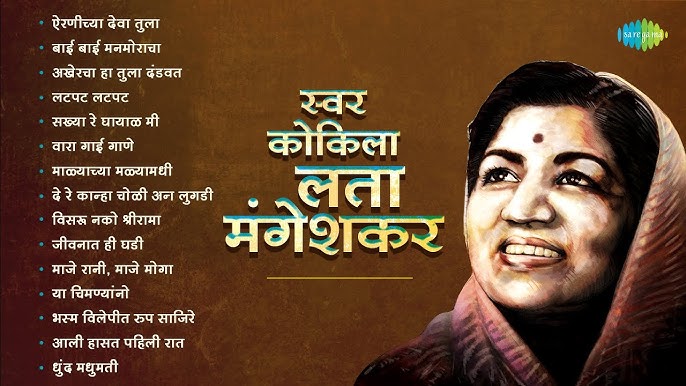 ऐरणीच्या देवा तुला
बाई बाई मनमोराचा
अखेरचा हा तुला दंडवत
लटपट लटपट
सख्या रे घायाळ मी
वारा गाई गाणे
माळ्याच्या मळ्यामधी
दे रे कान्हा चोळी अन लुगडी
विसरू नको श्रीरामा
जीवनात ही घडी
माजे रानी, माजे मोगा
या चिमण्यांनो
भस्म विलेपीत रुप साजिरे
आली हासत पहिली रात
धुंद मधुमती
स्वर
कोकिला
लता
मंगेशकर
saregama